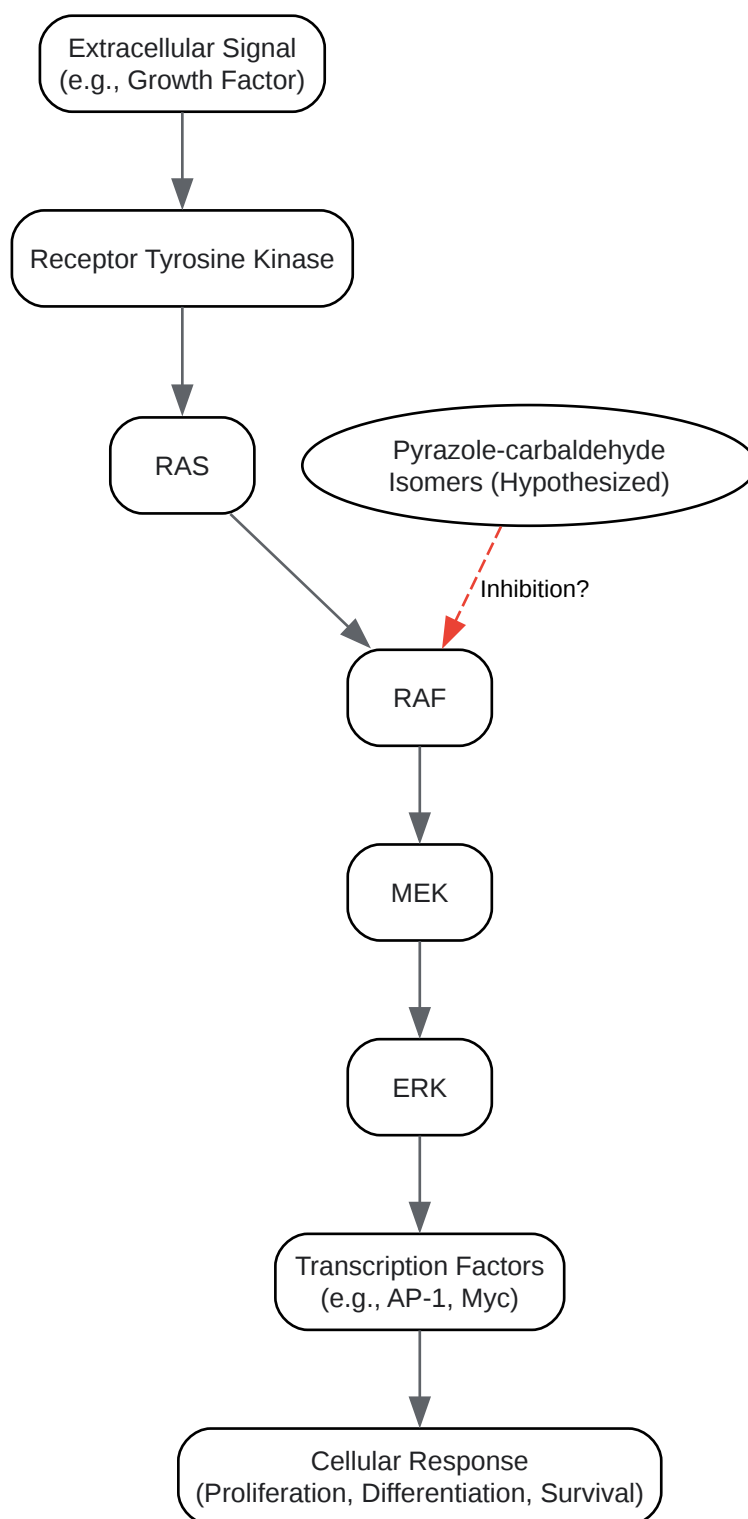 Extracellular Signal
(e.g., Growth Factor)
Receptor Tyrosine Kinase
RAS
Pyrazole-carbaldehyde
Isomers (Hypothesized)
Inhibition?
RAF
MEK
ERK
Transcription Factors
(e.g., AP-1, Myc)
Cellular Response
(Proliferation, Differentiation, Survival)